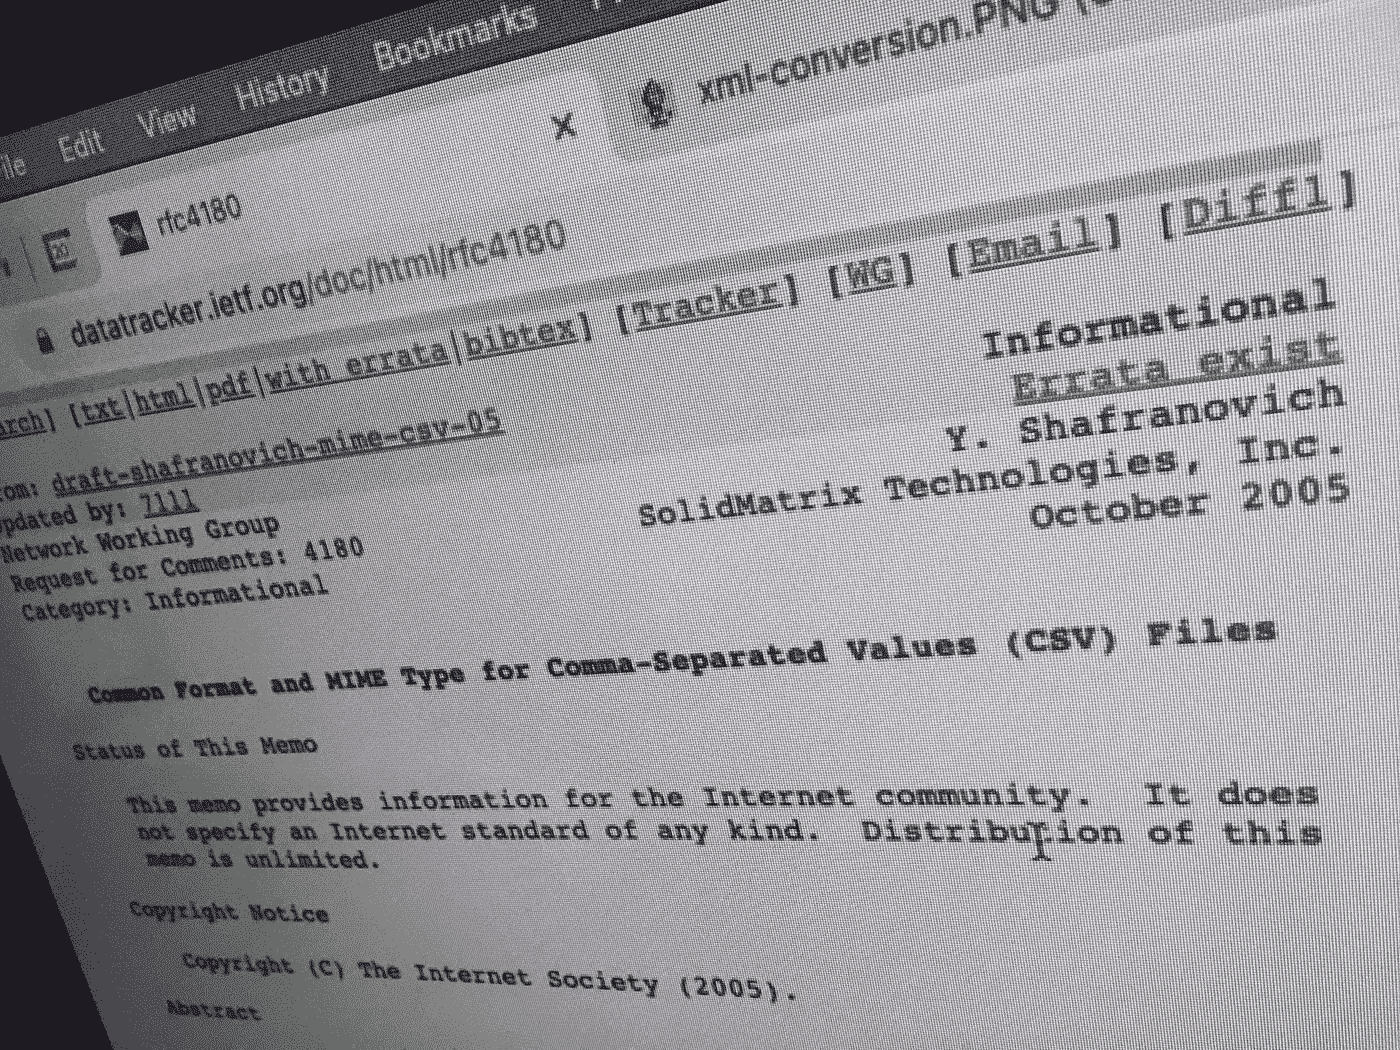 Edit View History Bookmarks
rfc4180
xml-conversion.PNG
datatracker.ietf.org/doc/html/rfc4180
[txt|html|pdf|with errata|bibtex] [Tracker] [WG] [Email] [Diff1]
draft-shafranovich-mime-csv-05
Informational
by: 7111
Errata exist
Network Working Group
Y. Shafranovich
Request for Comments: 4180
SolidMatrix Technologies, Inc.
Category: Informational
October 2005
Common Format and MIME Type for Comma-Separated Values (CSV) Files
Status of This Memo
This memo provides information for the Internet community. It does
not specify an Internet standard of any kind. Distribution of this
memo is unlimited.
Copyright Notice
Copyright (C) The Internet Society (2005).
Abstract